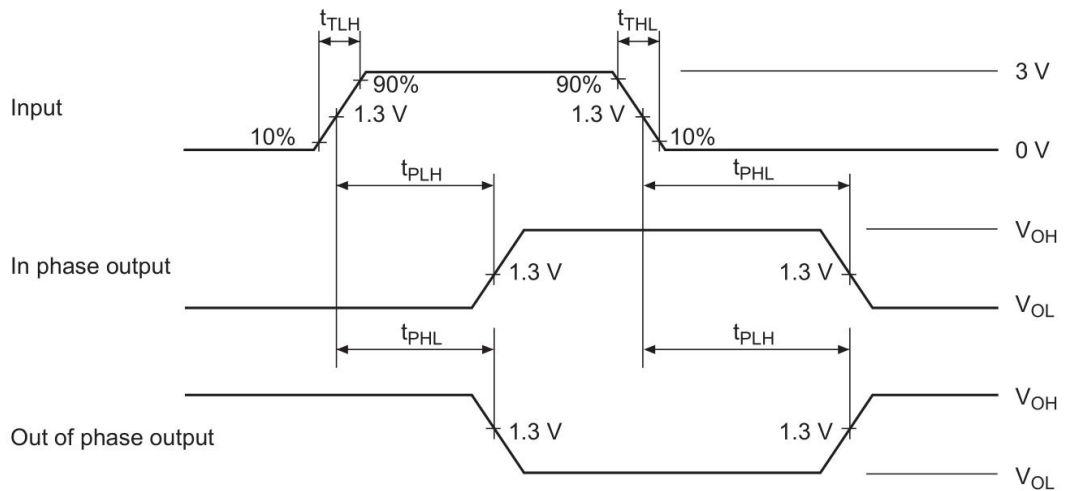 tTLH
tTHL
90%
90%
3 V
Input
1.3 V
1.3 V
10%
10%
0 V
tPLH
tPHL
VOH
In phase output
1.3 V
1.3 V
VOL
tPHL
tPLH
VOH
Out of phase output
1.3 V
1.3 V
VOL